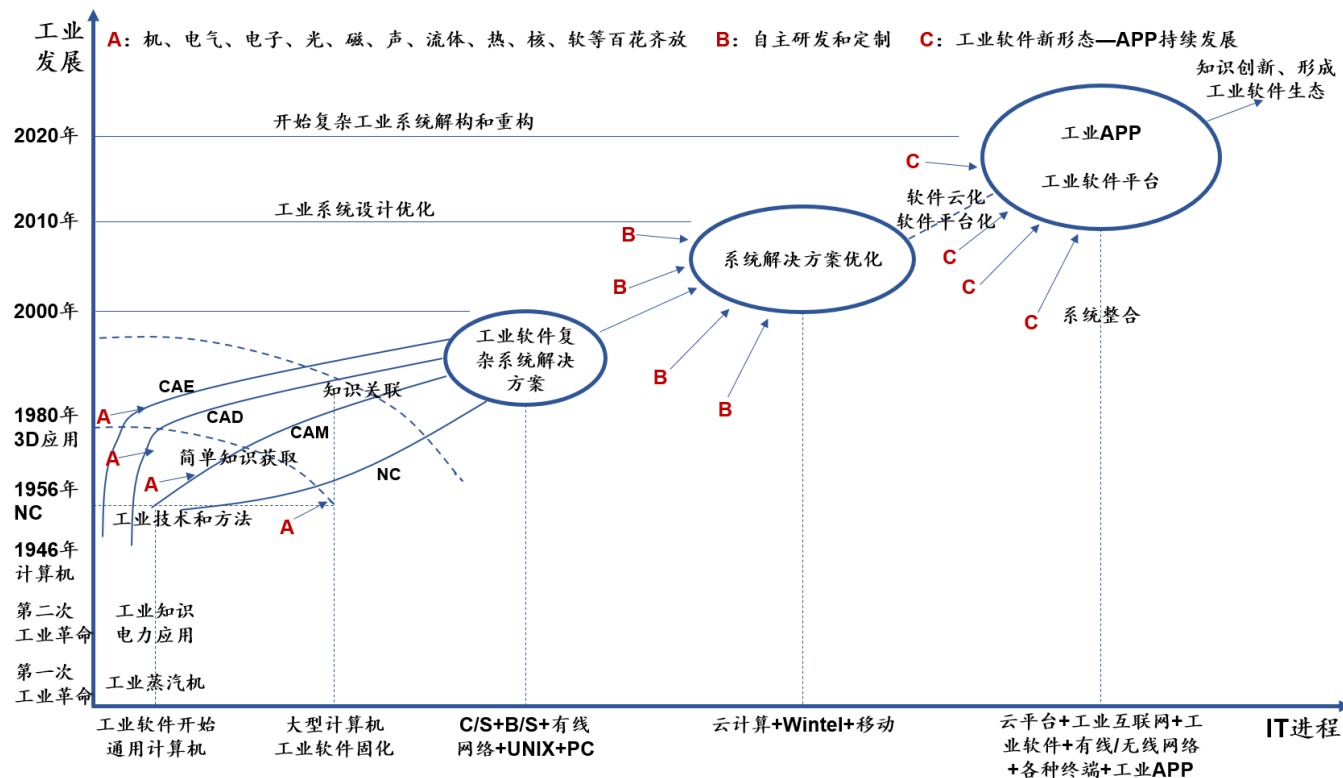 工业
发展
A：机、电气、电子、光、磁、声、流体、热、核、软等百花齐放
B：自主研发和定制
C：工业软件新形态—APP持续发展
知识创新、形成
工业软件生态
2020年
开始复杂工业系统解构和重构
工业APP
工业软件平台
C
2010年
工业系统设计优化
软件云化
软件平台化
B
系统解决方案优化
C
B
C
2000年
系统整合
C
工业软件复
杂系统解决
方案
B
B
CAE
知识关联
A
1980年
3D应用
CAD
CAM
A
简单知识获取
NC
A
1956年
NC
工业技术和方法
A
1946年
计算机
第二次
工业革命
工业知识
电力应用
第一次
工业革命
工业蒸汽机
工业软件开始
通用计算机
大型计算机
工业软件固化
C/S+B/S+有线
网络+UNIX+PC
云计算+Wintel+移动
云平台+工业互联网+工
业软件+有线/无线网络
+各种终端+工业APP
IT进程